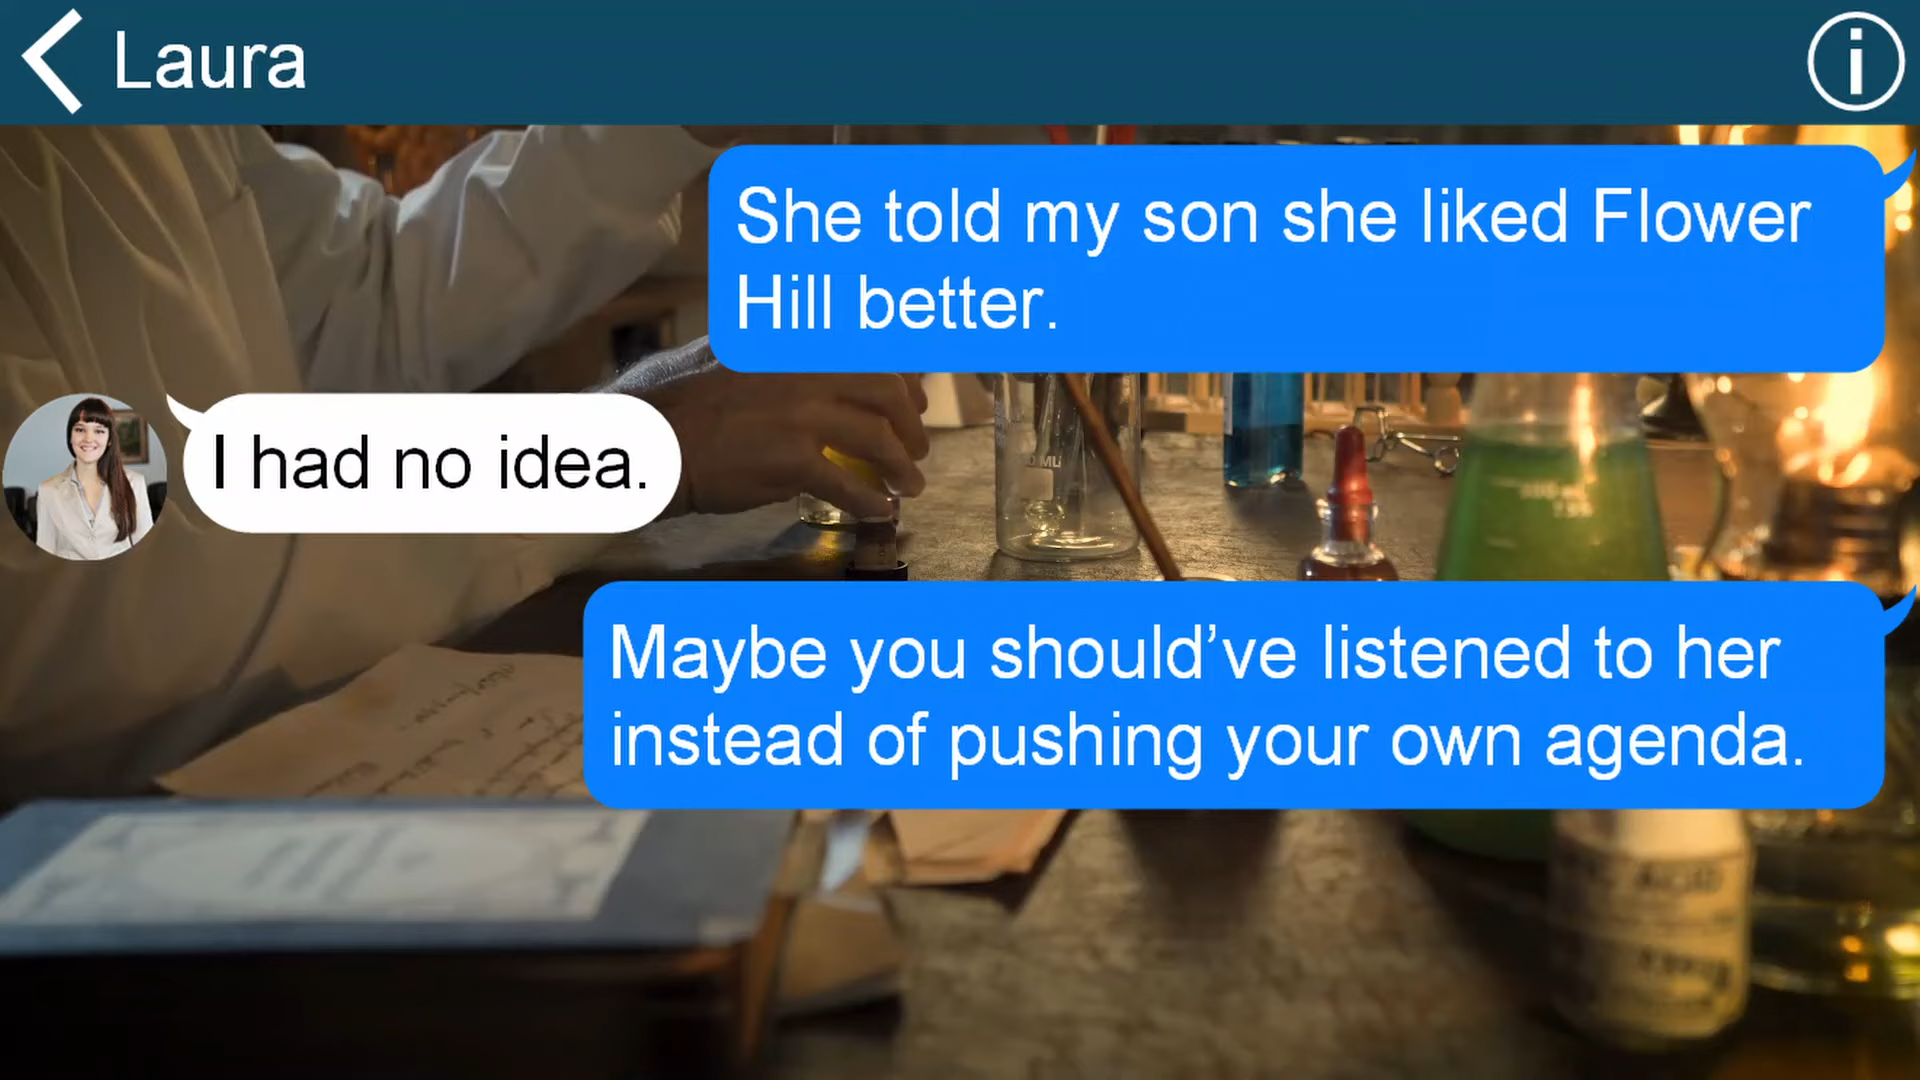 Laura
She told my son she liked Flower
Hill better.
I had no idea.
Maybe you should’ve listened to her
instead of pushing your own agenda.